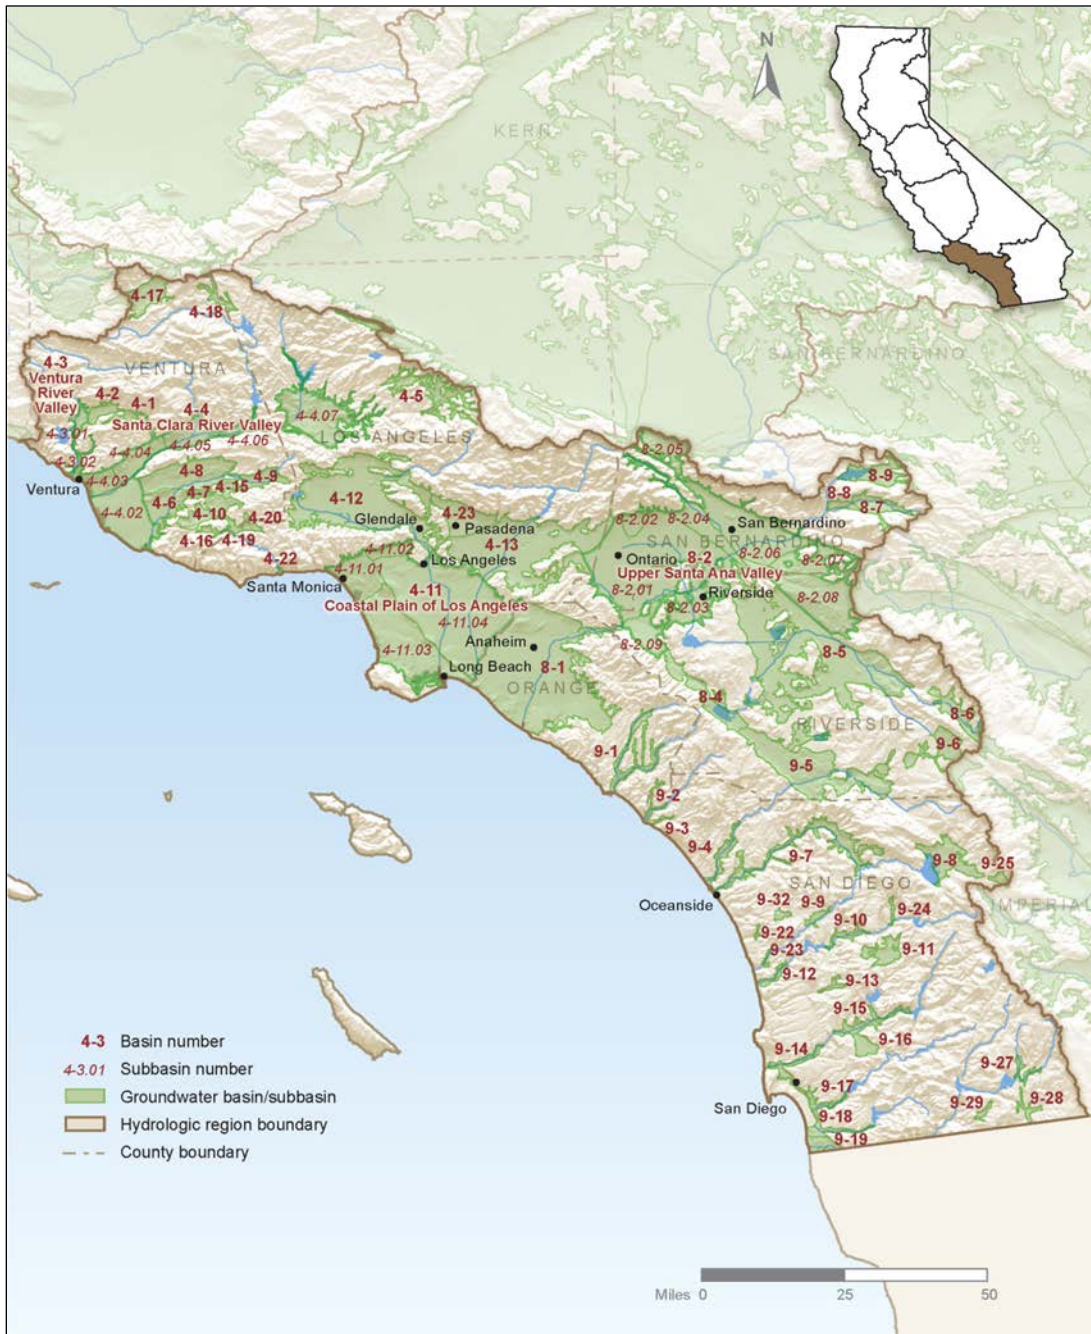 N
KERN
SAN BERNARDINO
4-17
4-18
4-3
Ventura
River
Valley
VENTURA
4-2
4-1
4-4
Santa Clara River Valley
4-5
4-4.07
LOS ANGELES
4-3.01
4-4.06
4-4.05
4-4.04
4-3.02
4-4.03
Ventura
4-4.02
4-8
4-9
4-15
4-7
4-6
4-10
4-20
4-16
4-19
4-22
4-12
4-23
Glendale
Pasadena
4-13
4-11.02
Los Angeles
4-11.01
Santa Monica
4-11
Coastal Plain of Los Angeles
4-11.04
4-11.03
Anaheim
Long Beach
8-1
ORANGE
8-2.05
8-9
8-8
8-7
8-2.02
8-2.04
San Bernardino
SAN BERNARDINO
Ontario
8-2
8-2.06
8-2.07
Upper Santa Ana Valley
8-2.01
Riverside
8-2.03
8-2.08
8-2.09
8-5
8-4
8-6
RIVERSIDE
9-6
9-5
9-1
9-2
9-3
9-4
9-7
9-8
9-25
SAN DIEGO
IMPERIAL
Oceanside
9-32
9-9
9-24
9-10
9-22
9-23
9-11
9-12
9-13
9-15
9-16
9-14
9-27
9-17
San Diego
9-18
9-29
9-28
9-19
4-3 Basin number
4-3.01 Subbasin number
Groundwater basin/subbasin
Hydrologic region boundary
County boundary
Miles 0 25 50